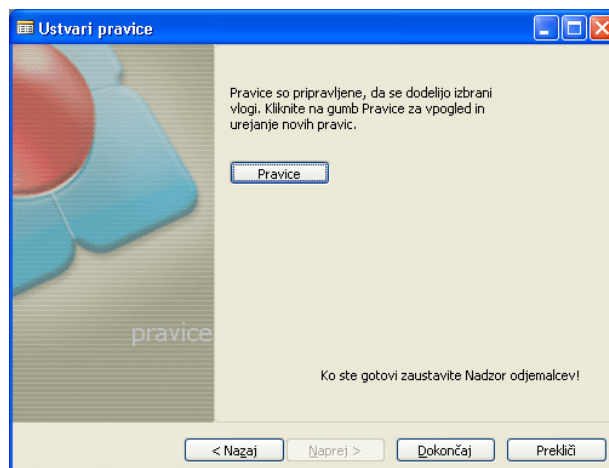 Ustvari pravice
Pravice so pripravljene, da se dodelijo izbrani
vlogi. Kliknite na gumb Pravice za vpogled in
urejanje novih pravic.
Pravice
pravice
Ko ste gotovi zaustavite Nadzor odjemalcev!
< Nazaj
Naprej >
Dokončaj
Prekliči